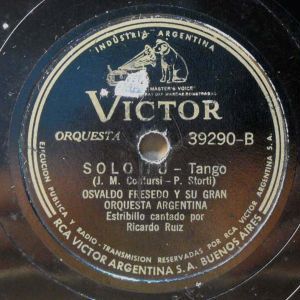 INDUSTRIA ARGENTINA
"HIS MASTER'S VOICE"
VICTOR
ORQUESTA
39290-B
SOLO TU - Tango
(J. M. Contursi - P. Storti)
OSVALDO FRESEDO Y SU GRAN
ORQUESTA ARGENTINA
Estribillo cantado por
Ricardo Ruiz
EJECUCION PUBLICA Y RADIO-TRANSMISION RESERVADAS POR RCA VICTOR ARGENTINA S.A.
RCA VICTOR ARGENTINA S.A. BUENOS AIRES